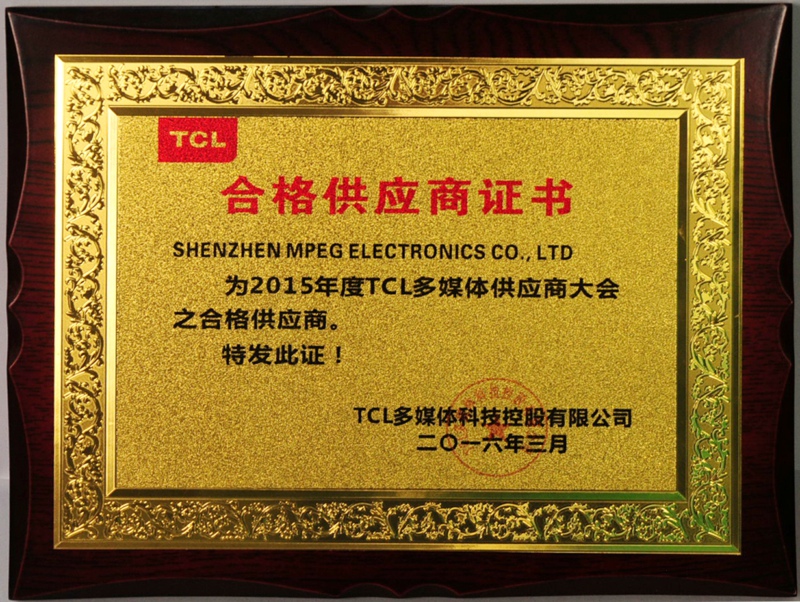 TCL
合格供应商证书
SHENZHEN MPEG ELECTRONICS CO., LTD
为2015年度TCL多媒体供应商大会
之合格供应商。
特发此证！
TCL多媒体科技控股有限公司
二〇一六年三月